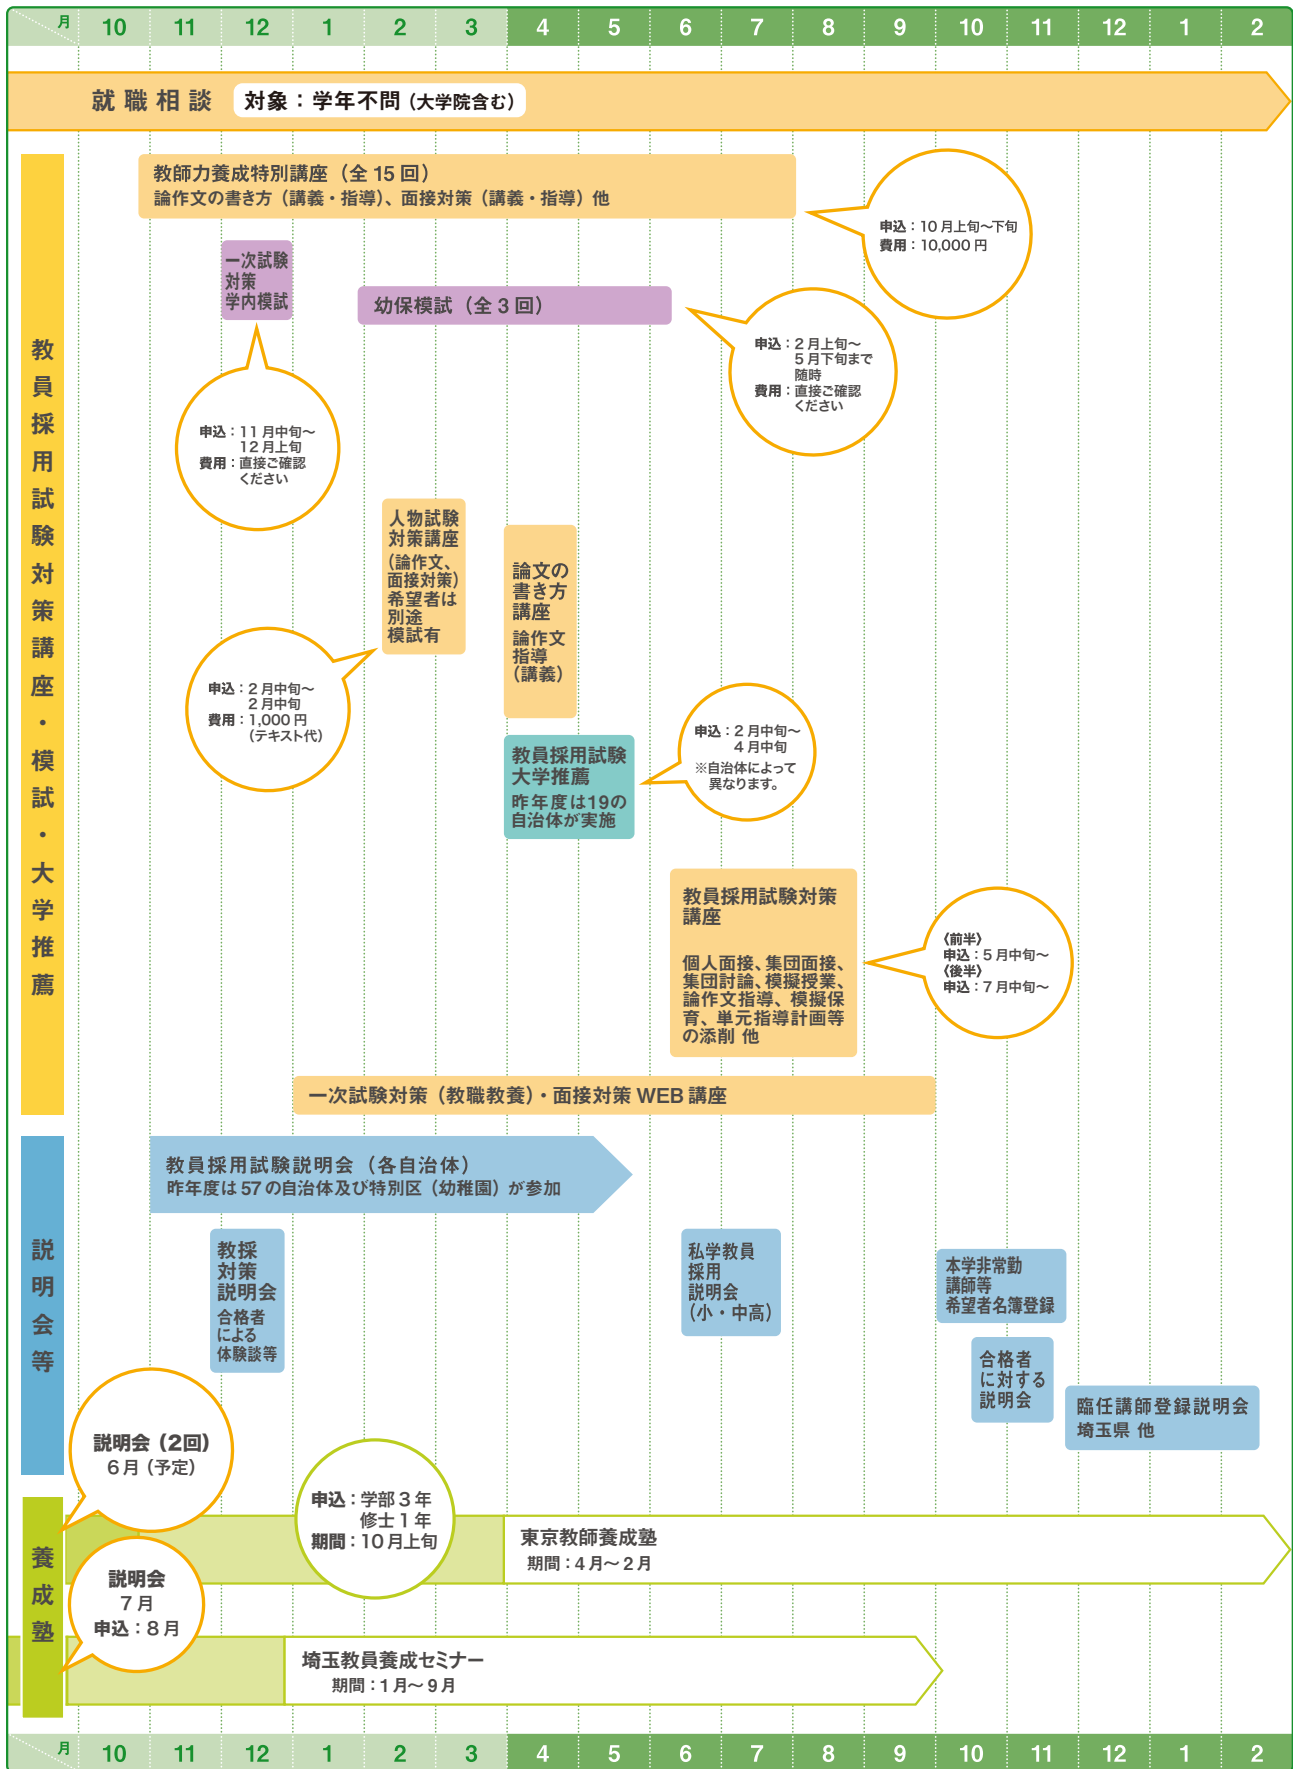 月 10 11 12 1 2 3 4 5 6 7 8 9 10 11 12 1 2
就職相談 対象：学年不問（大学院含む）
教員採用試験対策講座・模試・大学推薦
教師力養成特別講座（全15回）
論作文の書き方（講義・指導）、面接対策（講義・指導）他
申込：10月上旬〜下旬
費用：10,000円
一次試験
対策
学内模試
幼保模試（全3回）
申込：2月上旬〜
5月下旬まで
随時
費用：直接ご確認
ください
申込：11月中旬〜
12月上旬
費用：直接ご確認
ください
人物試験
対策講座
（論作文、
面接対策）
希望者は
別途
模試有
論文の
書き方
講座
論作文
指導
（講義）
申込：2月中旬〜
2月中旬
費用：1,000円
（テキスト代）
申込：2月中旬〜
4月中旬
※自治体によって
異なります。
教員採用試験
大学推薦
昨年度は19の
自治体が実施
教員採用試験対策
講座
個人面接、集団面接、
集団討論、模擬授業、
論作文指導、模擬保
育、単元指導計画等
の添削 他
〈前半〉
申込：5月中旬〜
〈後半〉
申込：7月中旬〜
一次試験対策（教職教養）・面接対策 WEB講座
説明会等
教員採用試験説明会（各自治体）
昨年度は57の自治体及び特別区（幼稚園）が参加
教採
対策
説明会
合格者
による
体験談等
私学教員
採用
説明会
（小・中高）
本学非常勤
講師等
希望者名簿登録
合格者
に対する
説明会
臨任講師登録説明会
埼玉県 他
養成塾
説明会（2回）
6月（予定）
申込：学部3年
修士1年
期間：10月上旬
東京教師養成塾
期間：4月〜2月
説明会
7月
申込：8月
埼玉教員養成セミナー
期間：1月〜9月
月 10 11 12 1 2 3 4 5 6 7 8 9 10 11 12 1 2